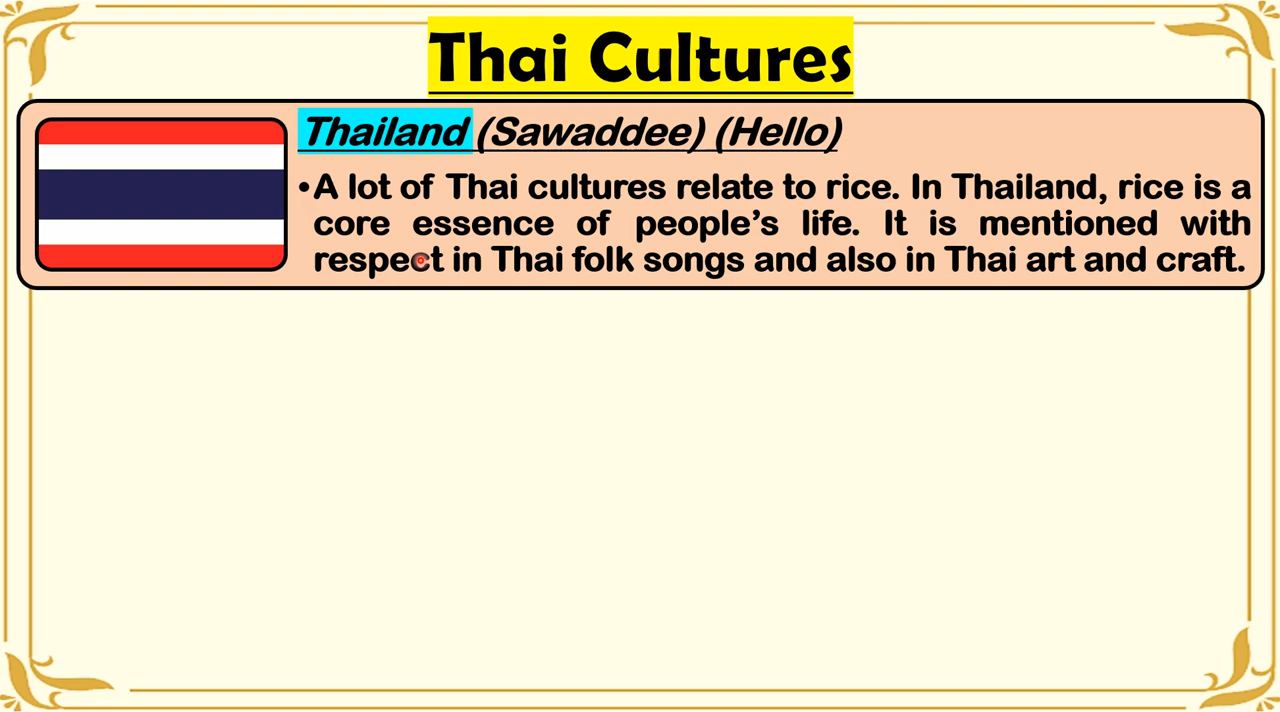 Thai Cultures
Thailand (Sawaddee) (Hello)
•A lot of Thai cultures relate to rice. In Thailand, rice is a
core essence of people’s life. It is mentioned with
respect in Thai folk songs and also in Thai art and craft.